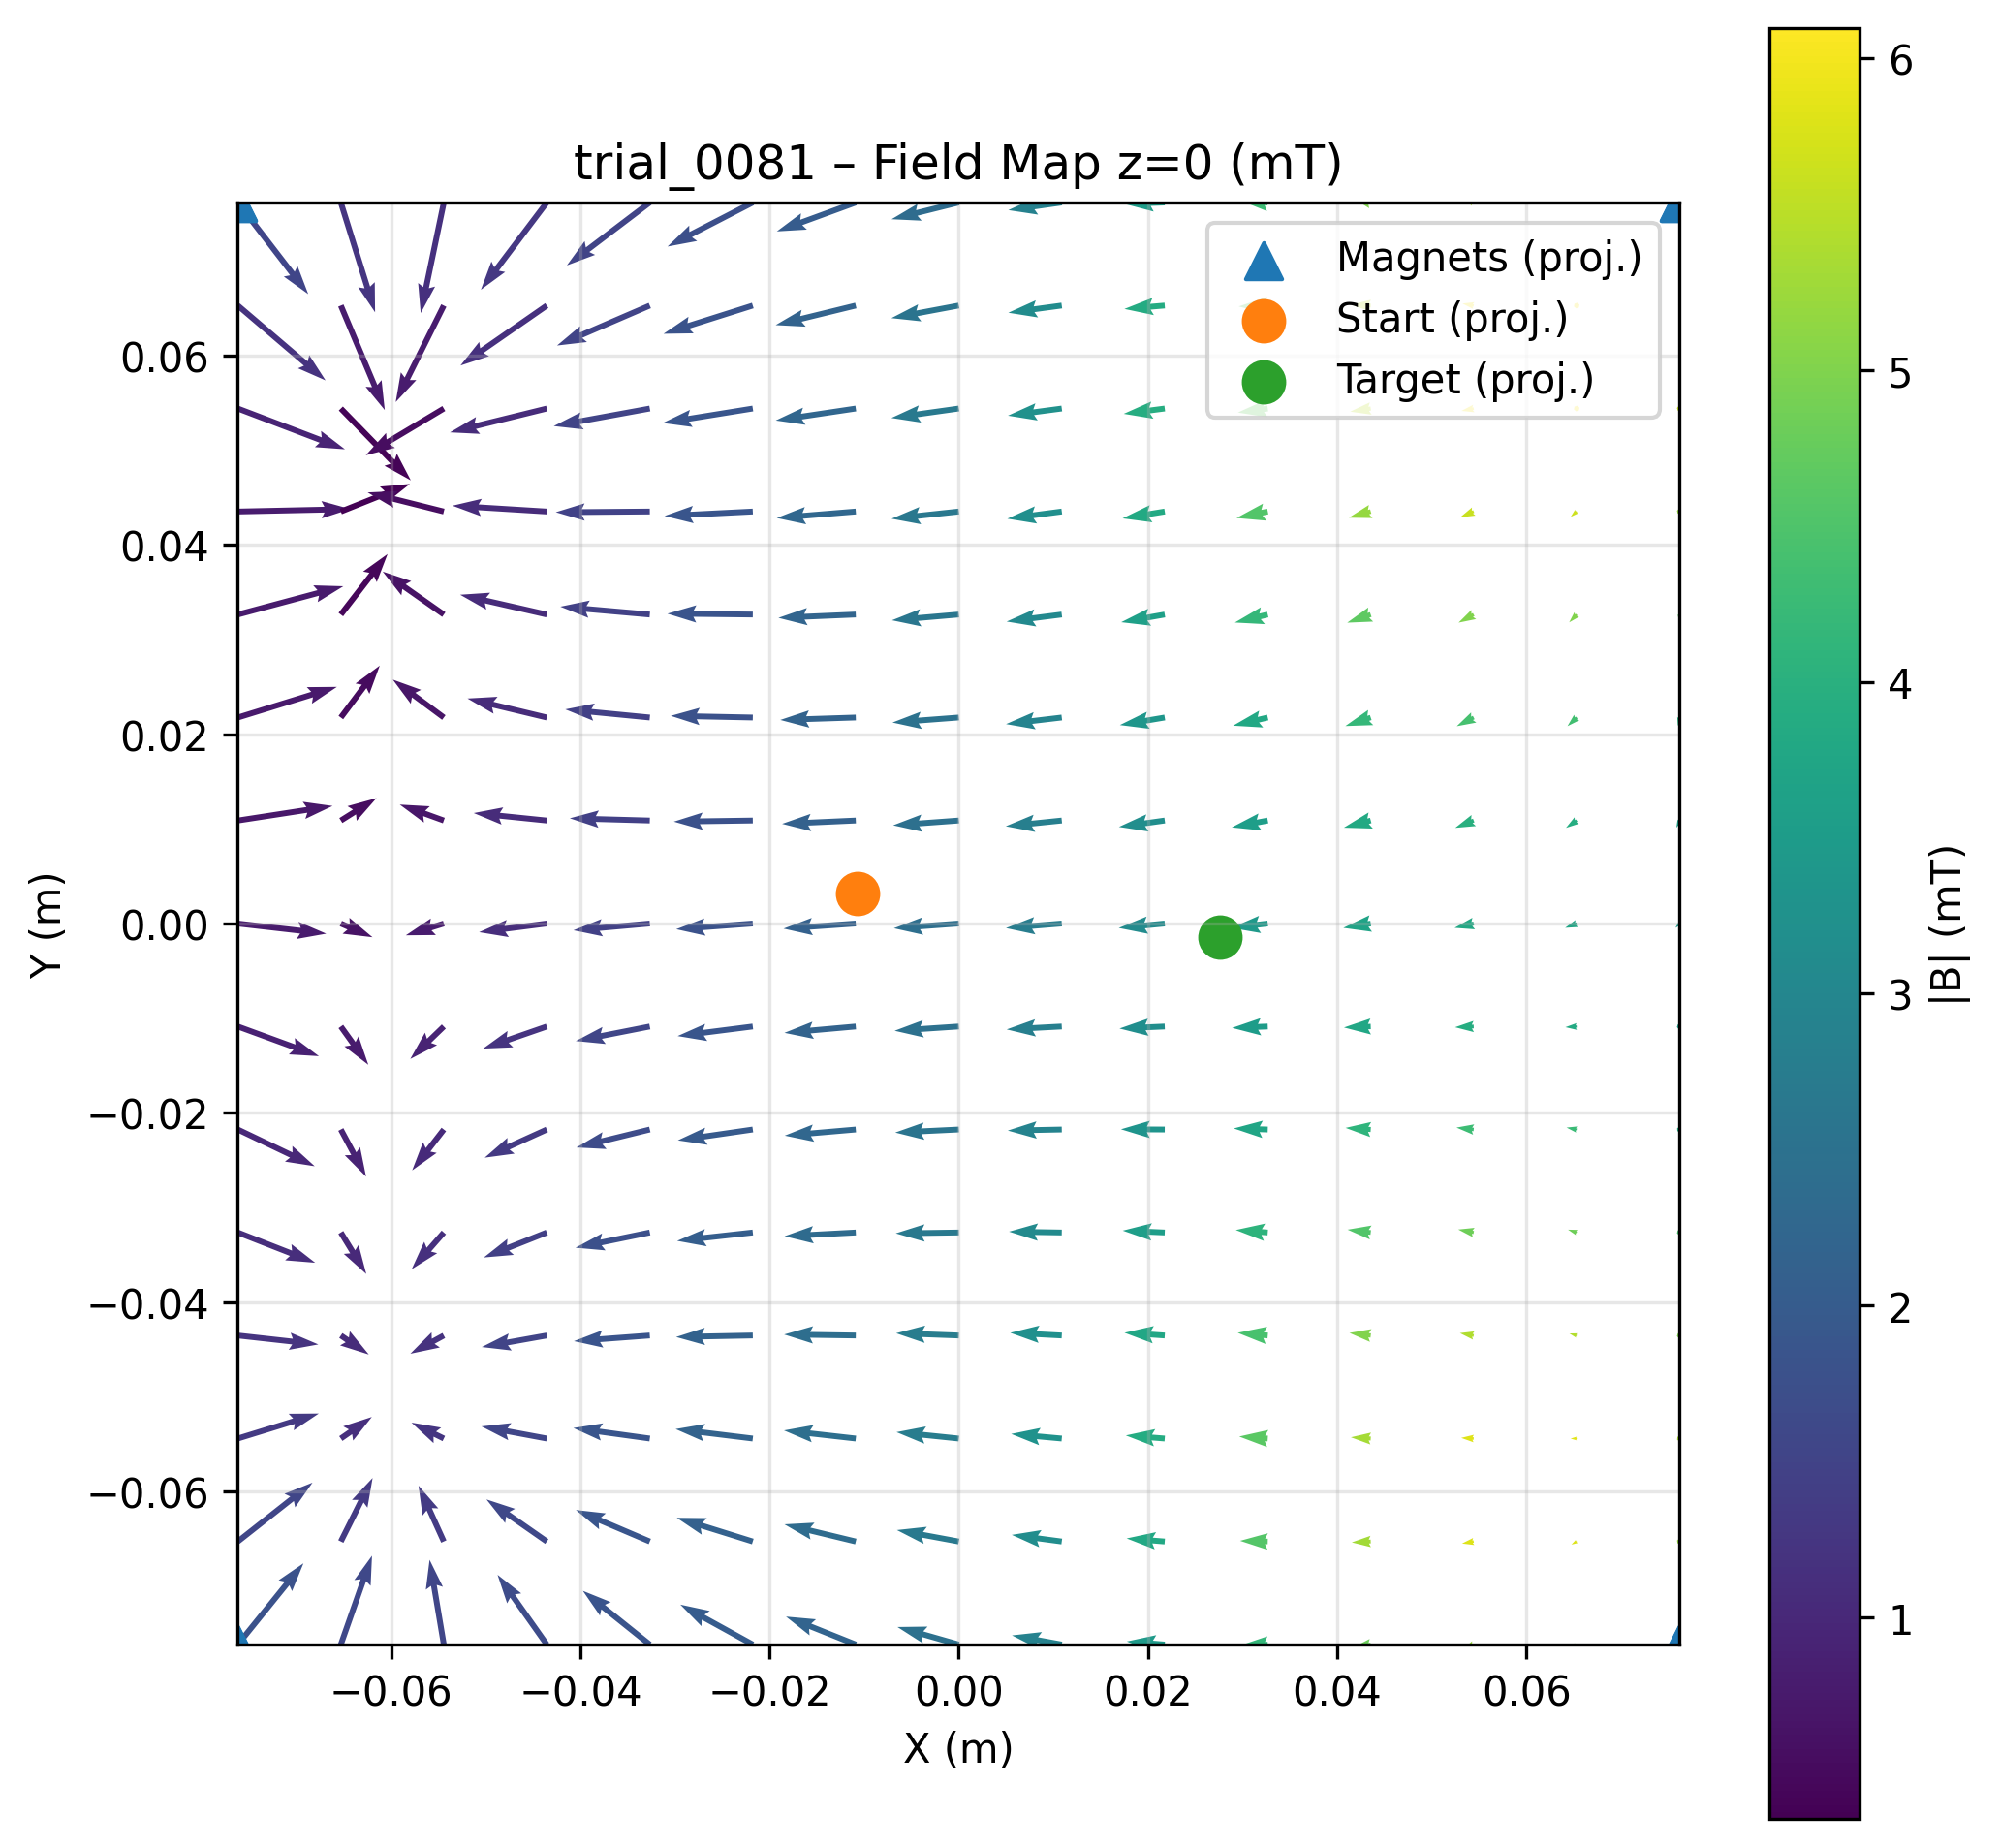 trial_0081 – Field Map z=0 (mT)
Magnets (proj.)
Start (proj.)
Target (proj.)
0.06
0.04
0.02
0.00
−0.02
−0.04
−0.06
Y (m)
−0.06
−0.04
−0.02
0.00
0.02
0.04
0.06
X (m)
6
5
4
3
2
1
|B| (mT)